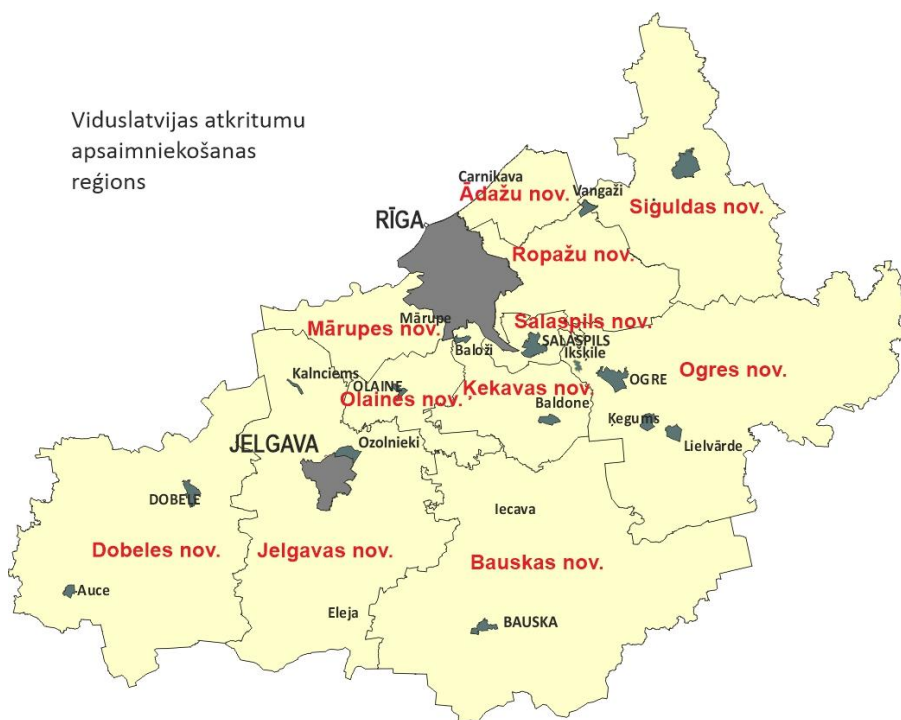 Viduslatvijas atkritumu
apsaimniekošanas
reģions
Carnikava
Ādažu nov.
Vangaži
Siģuldas nov.
RĪGA
Ropažu nov.
Mārupe
Mārupes nov.
Salaspils nov.
SALASPILS
Baloži
Ikšķile
Kalnciems
OLAINE
Olaines nov.
Ķekavas nov.
OGRE
Ogres nov.
Baldone
Ķegums
Lielvārde
JELGAVA
Ozolnieki
DOBELE
Iecava
Dobeles nov.
Jelgavas nov.
Bauskas nov.
Auce
Eleja
BAUSKA